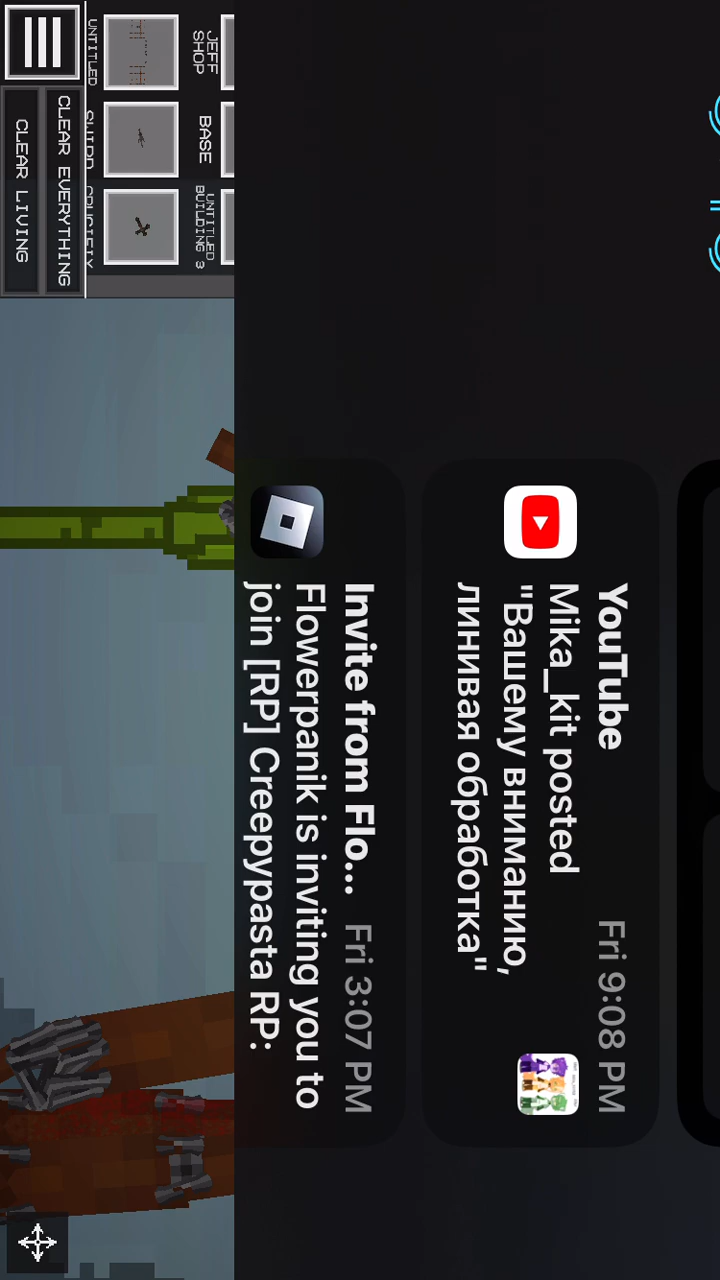 YouTube
Fri 9:08 PM
Mika_kit posted
"Вашему вниманию,
линивая обработка"
Invite from Flo...
Fri 3:07 PM
Flowerpanik is inviting you to
join [RP] Creepypasta RP:
JEFF
SHOP
BASE
UNTITLED
BUILDING 3
UNTITLED
CLEAR EVERYTHING
CLEAR LIVING